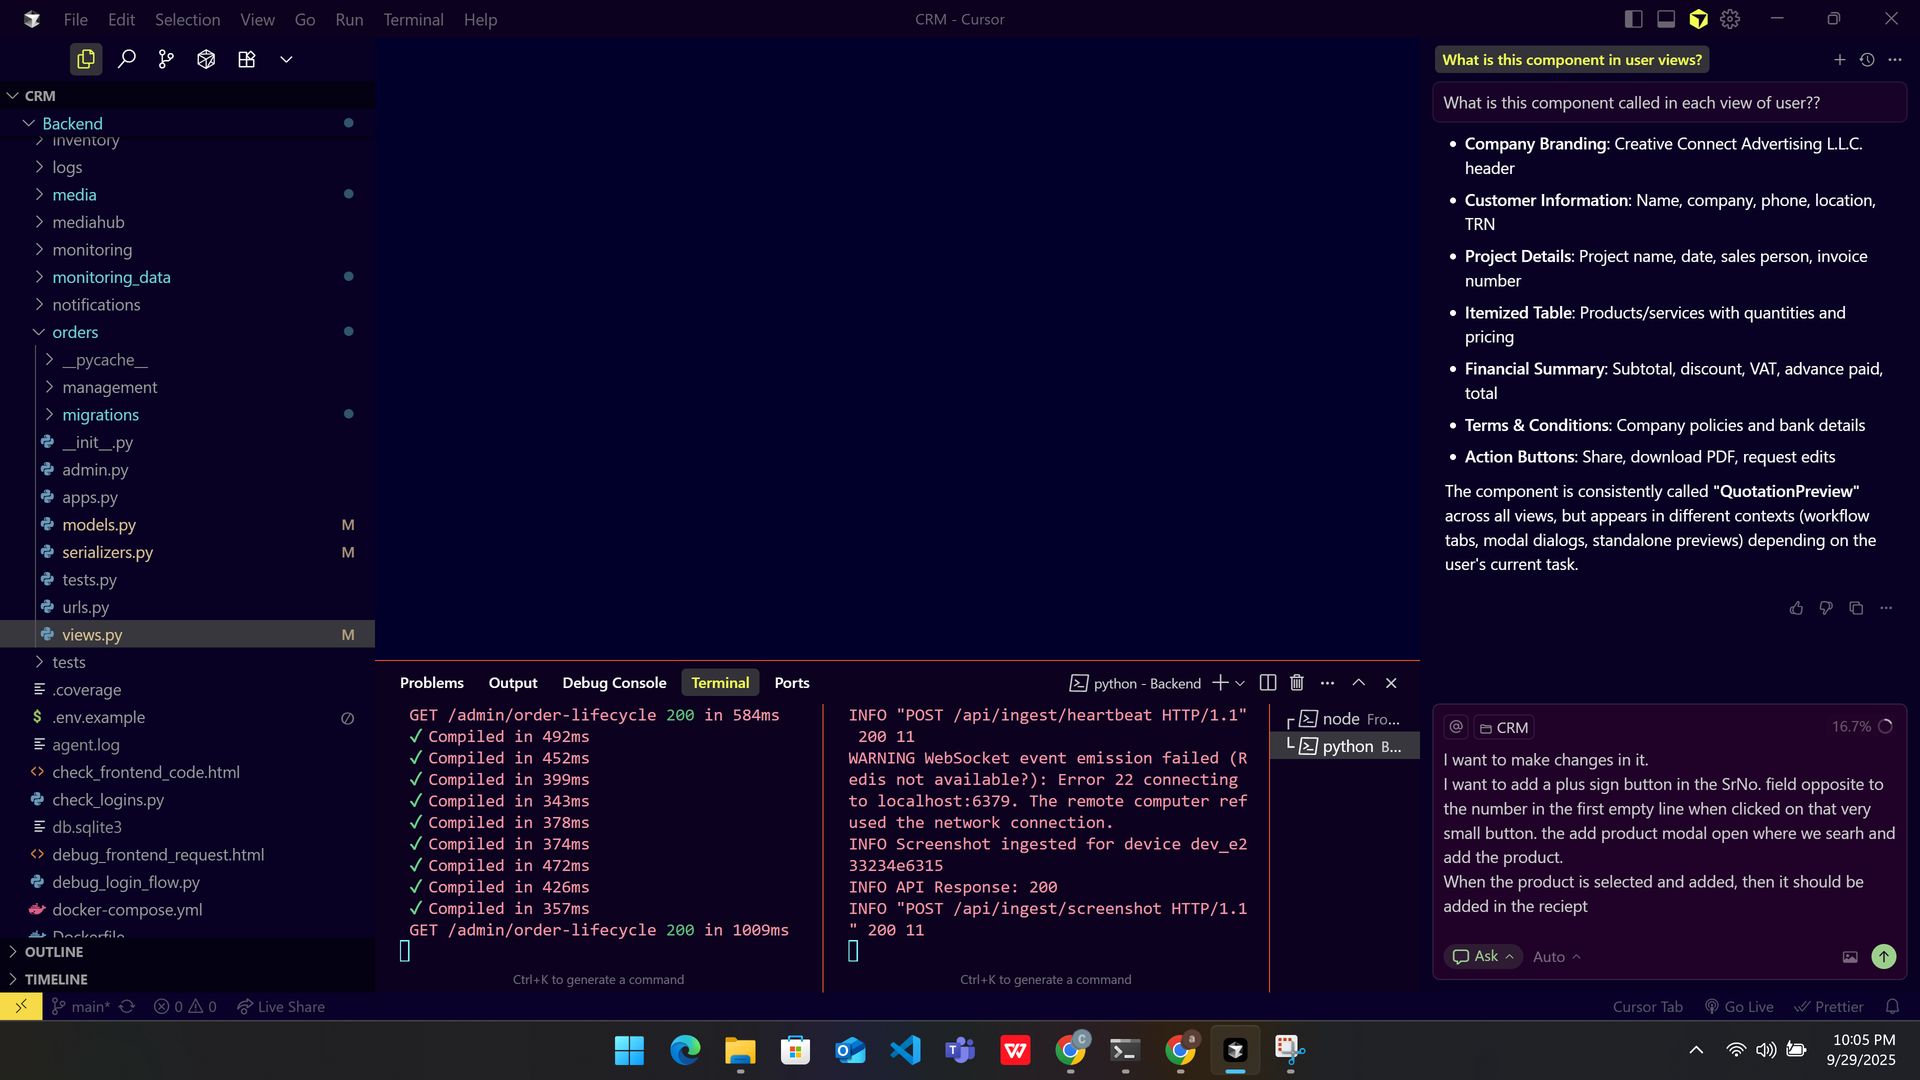 File Edit Selection View Go Run Terminal Help
CRM - Cursor
CRM
Backend
inventory
logs
media
mediahub
monitoring
monitoring_data
notifications
orders
__pycache__
management
migrations
__init__.py
admin.py
apps.py
models.py M
serializers.py M
tests.py
urls.py
views.py M
tests
.coverage
.env.example
agent.log
check_frontend_code.html
check_logins.py
db.sqlite3
debug_frontend_request.html
debug_login_flow.py
docker-compose.yml
Dockerfile
OUTLINE
TIMELINE
Problems Output Debug Console Terminal Ports
python - Backend
GET /admin/order-lifecycle 200 in 584ms
✓ Compiled in 492ms
✓ Compiled in 452ms
✓ Compiled in 399ms
✓ Compiled in 343ms
✓ Compiled in 378ms
✓ Compiled in 374ms
✓ Compiled in 472ms
✓ Compiled in 426ms
✓ Compiled in 357ms
GET /admin/order-lifecycle 200 in 1009ms
Ctrl+K to generate a command
INFO "POST /api/ingest/heartbeat HTTP/1.1"
200 11
WARNING WebSocket event emission failed (R
edis not available?): Error 22 connecting
to localhost:6379. The remote computer ref
used the network connection.
INFO Screenshot ingested for device dev_e2
33234e6315
INFO API Response: 200
INFO "POST /api/ingest/screenshot HTTP/1.1
" 200 11
Ctrl+K to generate a command
node Fro...
python B...
What is this component in user views?
What is this component called in each view of user??
• Company Branding: Creative Connect Advertising L.L.C.
header
• Customer Information: Name, company, phone, location,
TRN
• Project Details: Project name, date, sales person, invoice
number
• Itemized Table: Products/services with quantities and
pricing
• Financial Summary: Subtotal, discount, VAT, advance paid,
total
• Terms & Conditions: Company policies and bank details
• Action Buttons: Share, download PDF, request edits
The component is consistently called "QuotationPreview"
across all views, but appears in different contexts (workflow
tabs, modal dialogs, standalone previews) depending on the
user's current task.
@ CRM 16.7%
I want to make changes in it.
I want to add a plus sign button in the SrNo. field opposite to
the number in the first empty line when clicked on that very
small button. the add product modal open where we searh and
add the product.
When the product is selected and added, then it should be
added in the reciept
Ask Auto
main* 0 0 Live Share
Cursor Tab Go Live Prettier
10:05 PM
9/29/2025